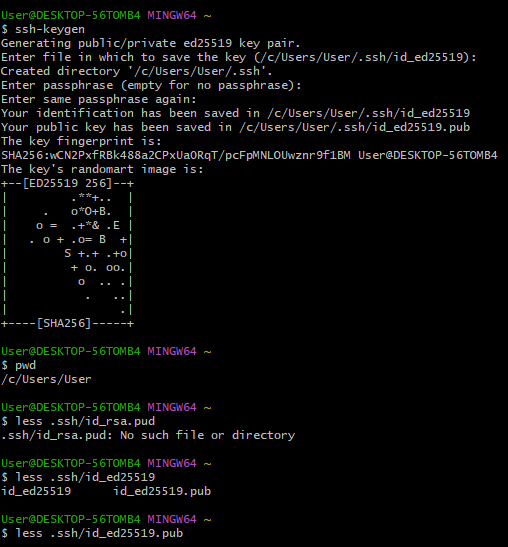 User@DESKTOP-56TOMB4 MINGW64 ~
$ ssh-keygen
Generating public/private ed25519 key pair.
Enter file in which to save the key (/c/Users/User/.ssh/id_ed25519):
Created directory '/c/Users/User/.ssh'.
Enter passphrase (empty for no passphrase):
Enter same passphrase again:
Your identification has been saved in /c/Users/User/.ssh/id_ed25519
Your public key has been saved in /c/Users/User/.ssh/id_ed25519.pub
The key fingerprint is:
SHA256:wCN2PxfRBk488a2CPxUaORqT/pcFpMNLOUwznr9f1BM User@DESKTOP-56TOMB4
The key's randomart image is:
+--[ED25519 256]--+
|         .**+..  |
|     .   o*O+B.  |
|    o =  .+*& .E |
|   . o + .o= B  +|
|        S +.+ .+o|
|         + o. oo.|
|          o  .. .|
|           .   ..|
|                .|
+----[SHA256]-----+
User@DESKTOP-56TOMB4 MINGW64 ~
$ pwd
/c/Users/User
User@DESKTOP-56TOMB4 MINGW64 ~
$ less .ssh/id_rsa.pud
.ssh/id_rsa.pud: No such file or directory
User@DESKTOP-56TOMB4 MINGW64 ~
$ less .ssh/id_ed25519
id_ed25519      id_ed25519.pub
User@DESKTOP-56TOMB4 MINGW64 ~
$ less .ssh/id_ed25519.pub